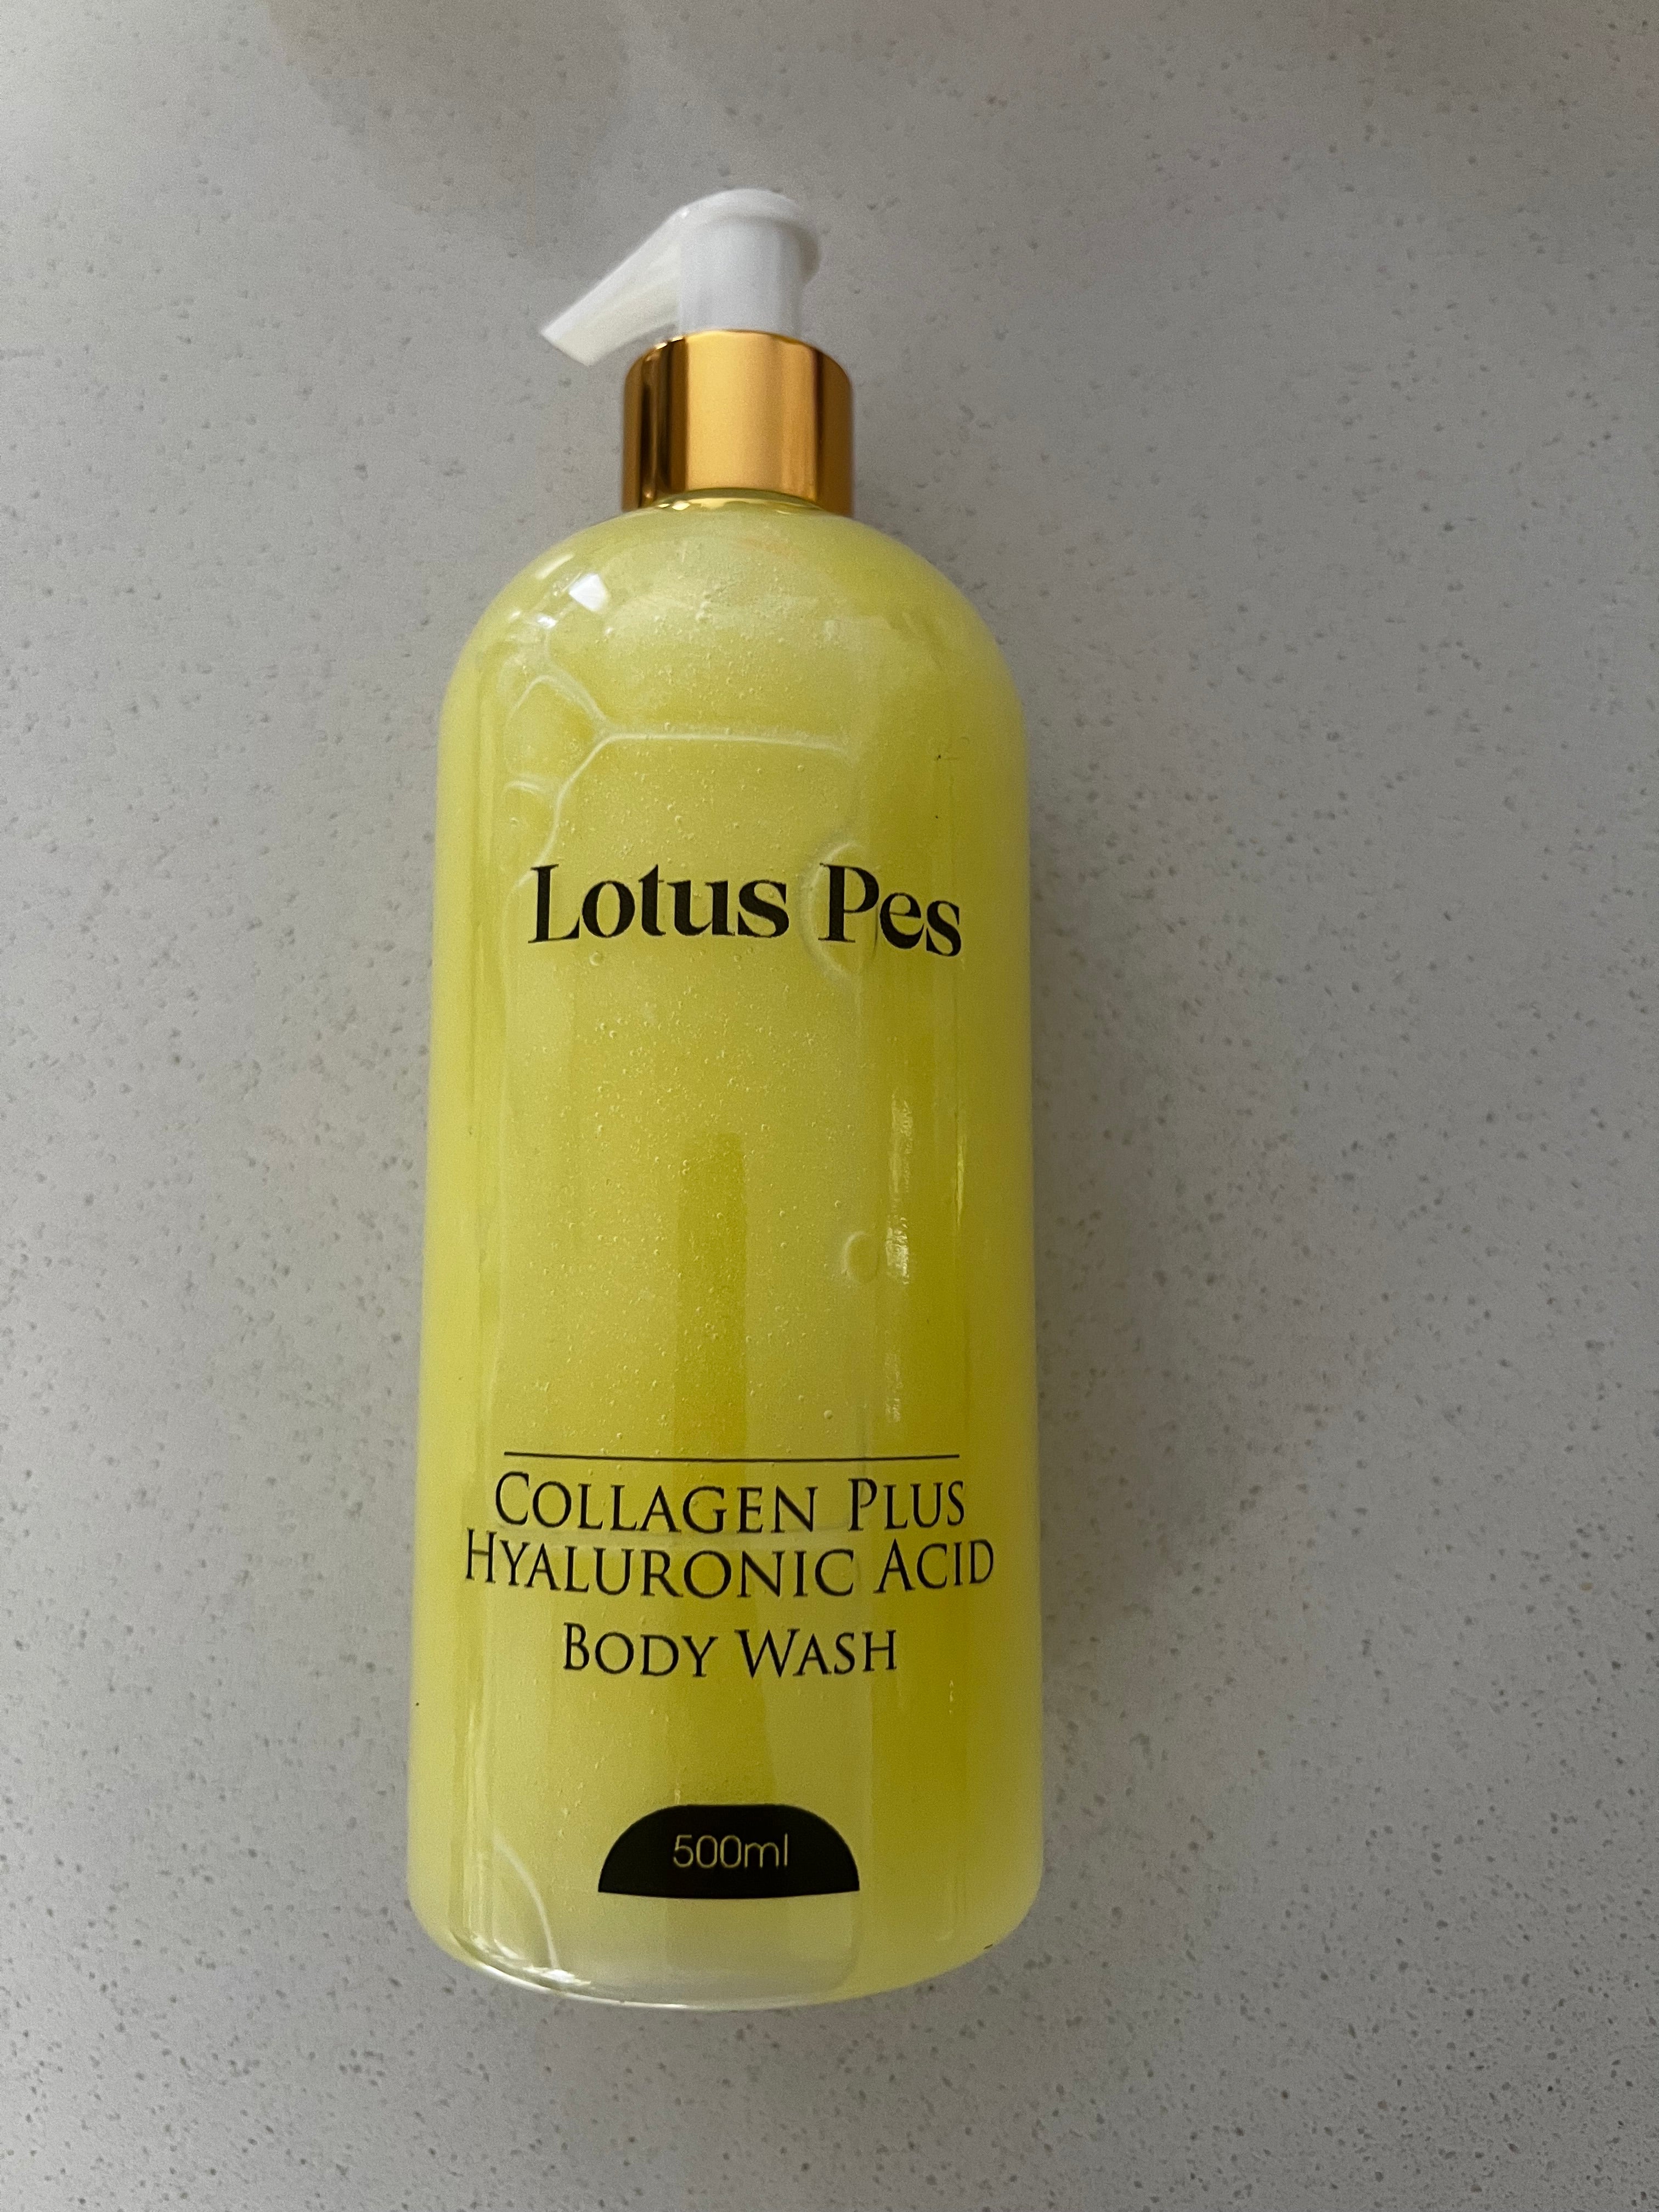 Lotus Pes
COLLAGEN PLUS
HYALURONIC ACID
BODY WASH
500ml